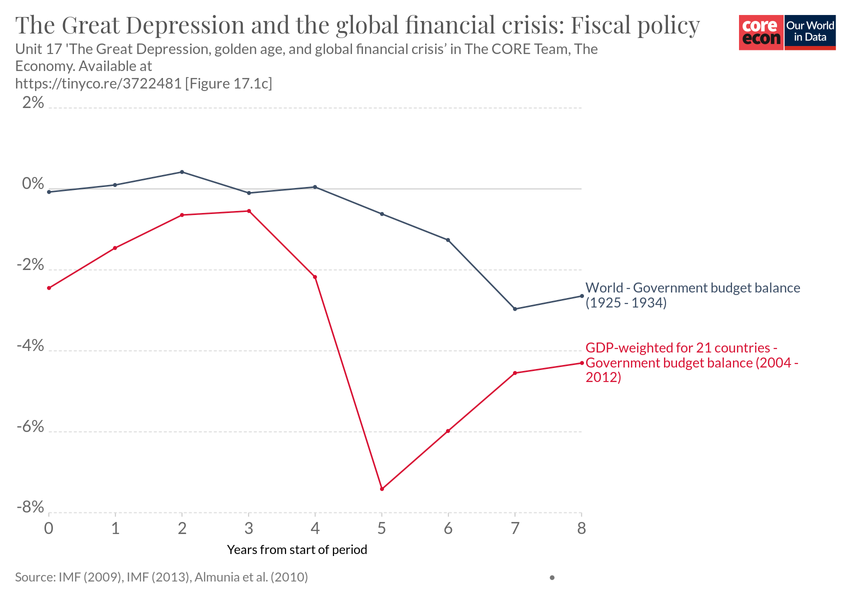 The Great Depression and the global financial crisis: Fiscal policy
Unit 17 'The Great Depression, golden age, and global financial crisis' in The CORE Team, The
Economy. Available at
https://tinyco.re/3722481 [Figure 17.1c]
core
econ
Our World
in Data
2%
0%
-2%
-4%
-6%
-8%
World - Government budget balance
(1925 - 1934)
GDP-weighted for 21 countries -
Government budget balance (2004 -
2012)
0 1 2 3 4 5 6 7 8
Years from start of period
Source: IMF (2009), IMF (2013), Almunia et al. (2010)